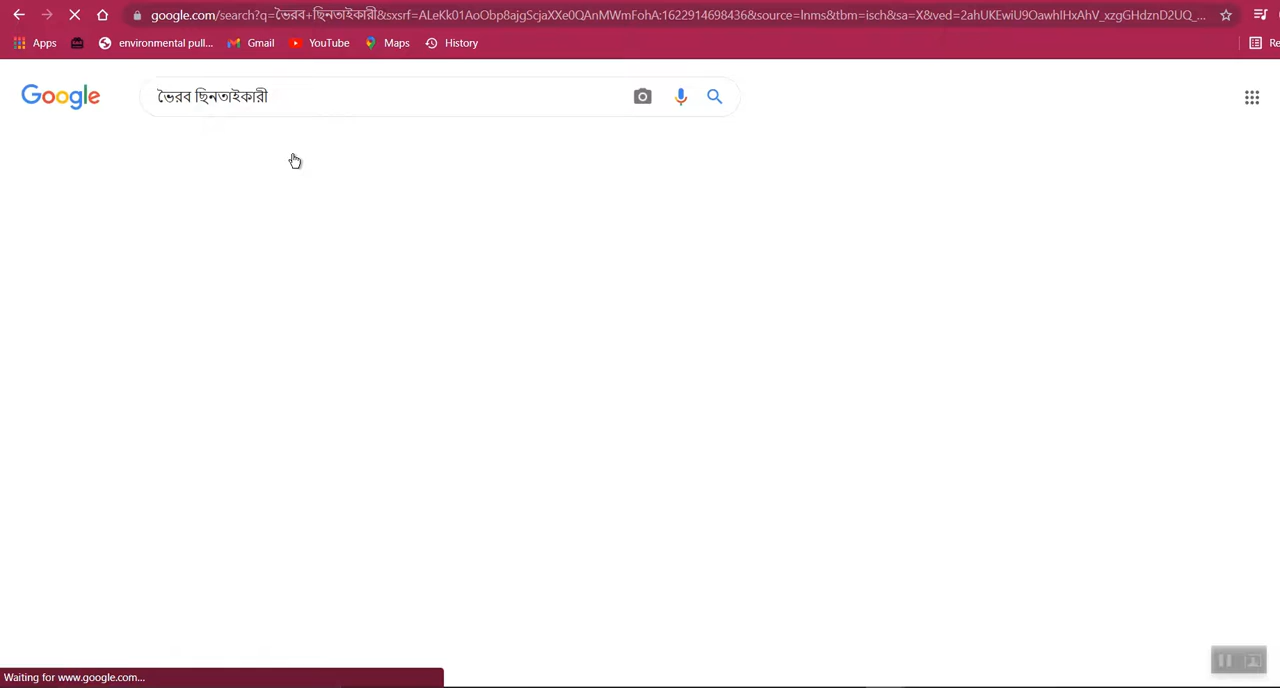 google.com/search?q=ভৈরব+ছিনতাইকারী&sxsrf=ALeKk01AoObp8ajgScjaXXe0QAnMWmFohA:1622914698436&source=lnms&tbm=isch&sa=X&ved=2ahUKEwiU9OawhIHxAhV_xzgGHdznD2UQ_...
Apps environmental pull... Gmail YouTube Maps History Re
Google ভৈরব ছিনতাইকারী
Waiting for www.google.com...